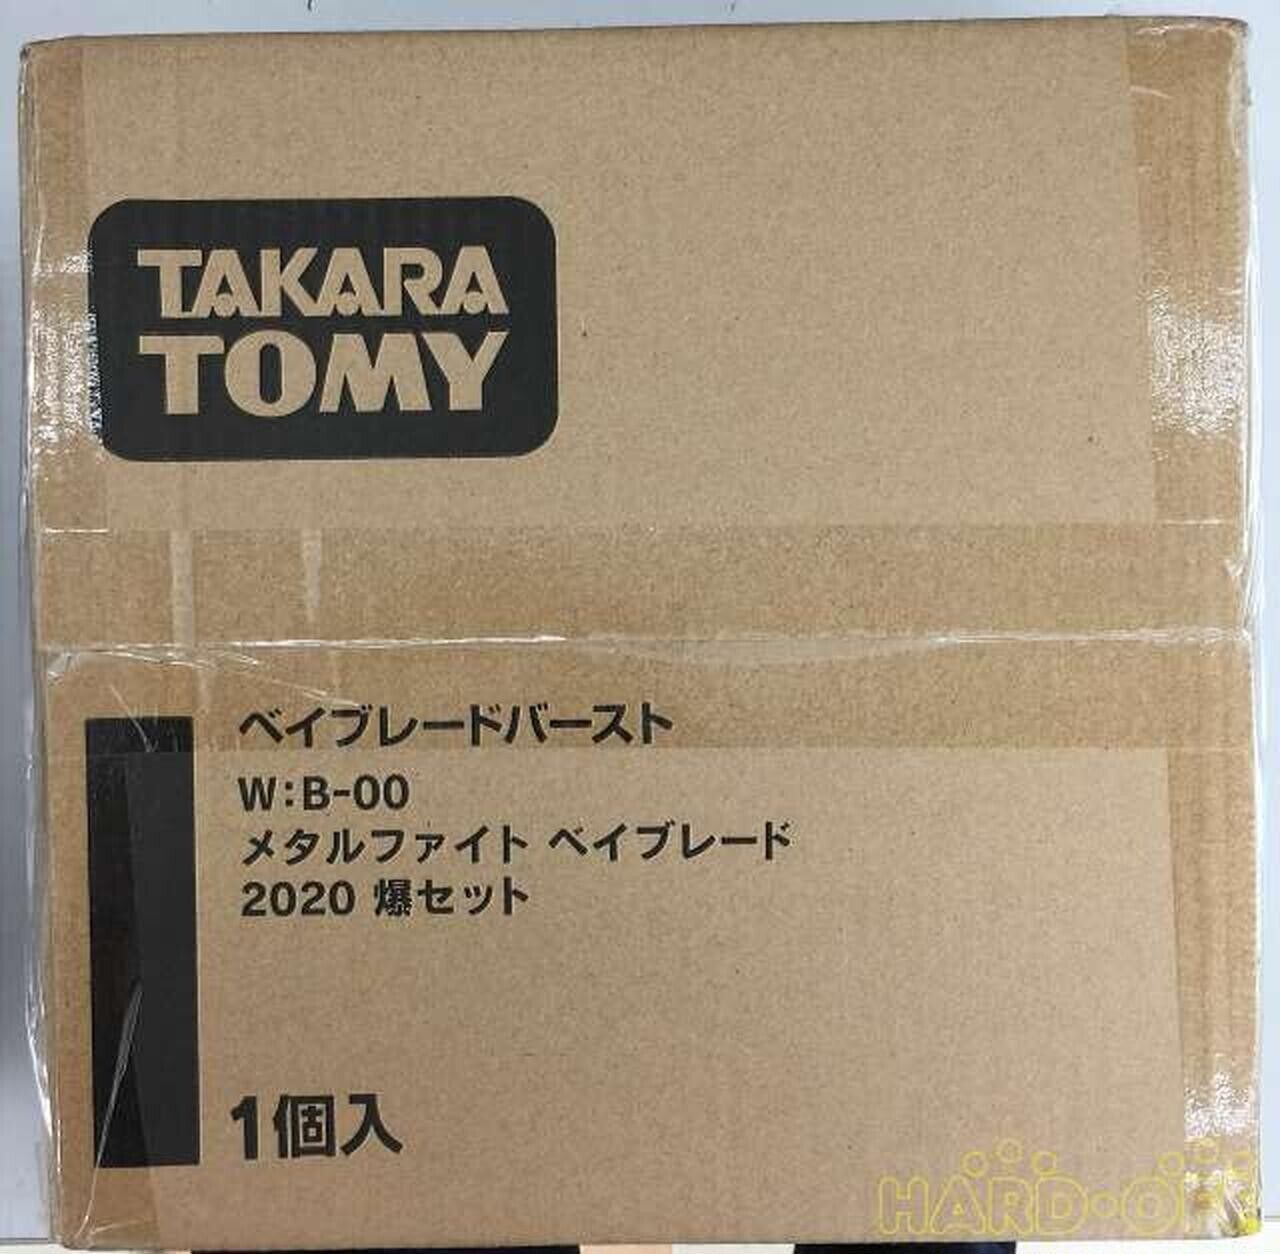 TAKARA
TOMY
ベイブレードバースト
W:B-00
メタルファイト ベイブレード
2020 爆セット
1個入
HARD・OFF